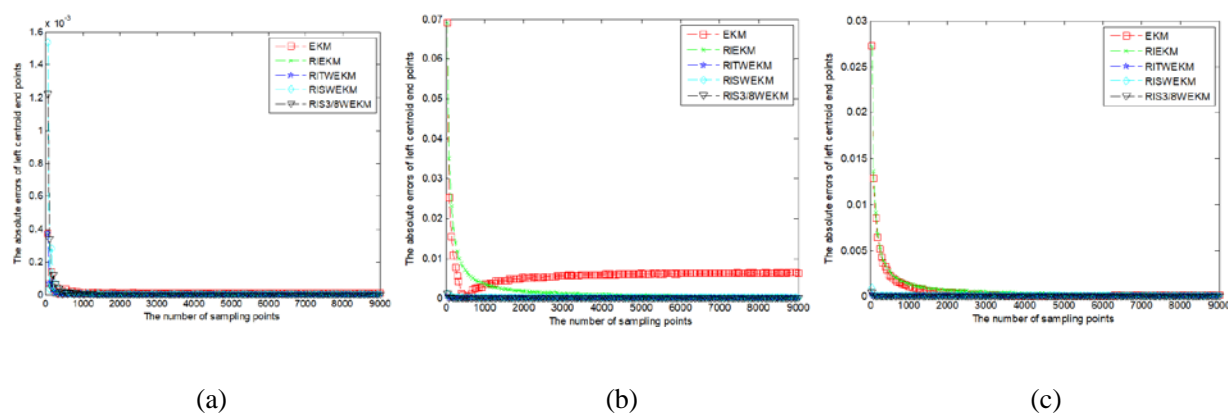 x 10^-3
1.6
1.4
1.2
1
0.8
0.6
0.4
0.2
0
0 1000 2000 3000 4000 5000 6000 7000 8000 9000
The number of sampling points
The absolute errors of left centroid end points
EKM
RIEKM
RITWEKM
RISWEKM
RIS3/8WEKM
(a)
0.07
0.06
0.05
0.04
0.03
0.02
0.01
0
0 1000 2000 3000 4000 5000 6000 7000 8000 9000
The number of sampling points
The absolute errors of left centroid end points
EKM
RIEKM
RITWEKM
RISWEKM
RIS3/8WEKM
(b)
0.03
0.025
0.02
0.015
0.01
0.005
0
0 1000 2000 3000 4000 5000 6000 7000 8000 9000
The number of sampling points
The absolute errors of left centroid end points
EKM
RIEKM
RITWEKM
RISWEKM
RIS3/8WEKM
(c)